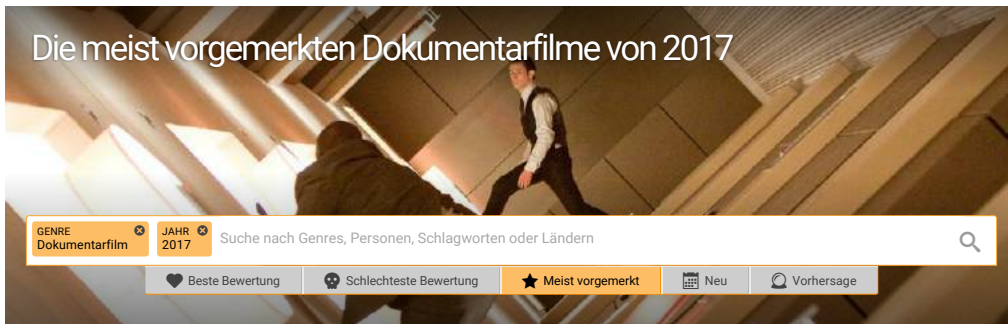 Die meist vorgemerkten Dokumentarfilme von 2017
GENRE
Dokumentarfilm
JAHR
2017
Suche nach Genres, Personen, Schlagworten oder Ländern
Beste Bewertung
Schlechteste Bewertung
Meist vorgemerkt
Neu
Vorhersage